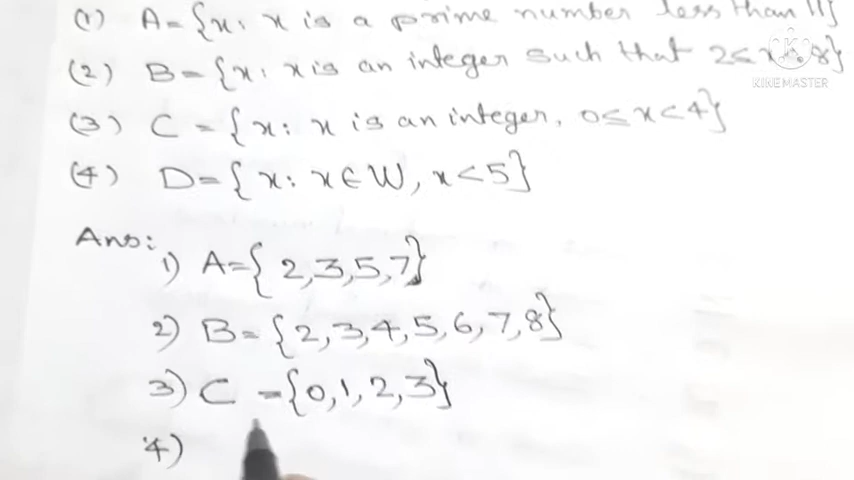 (1) A={x: x is a prime number less than 11}
(2) B={x: x is an integer such that 2≤ x 8}
KINEMASTER
(3) C = {x: x is an integer, 0≤ x<4}
(4) D={x: x∈W, x<5}
Ans:
1) A={2,3,5,7}
2) B={2,3,4,5,6,7,8}
3) C ={0,1,2,3}
4)